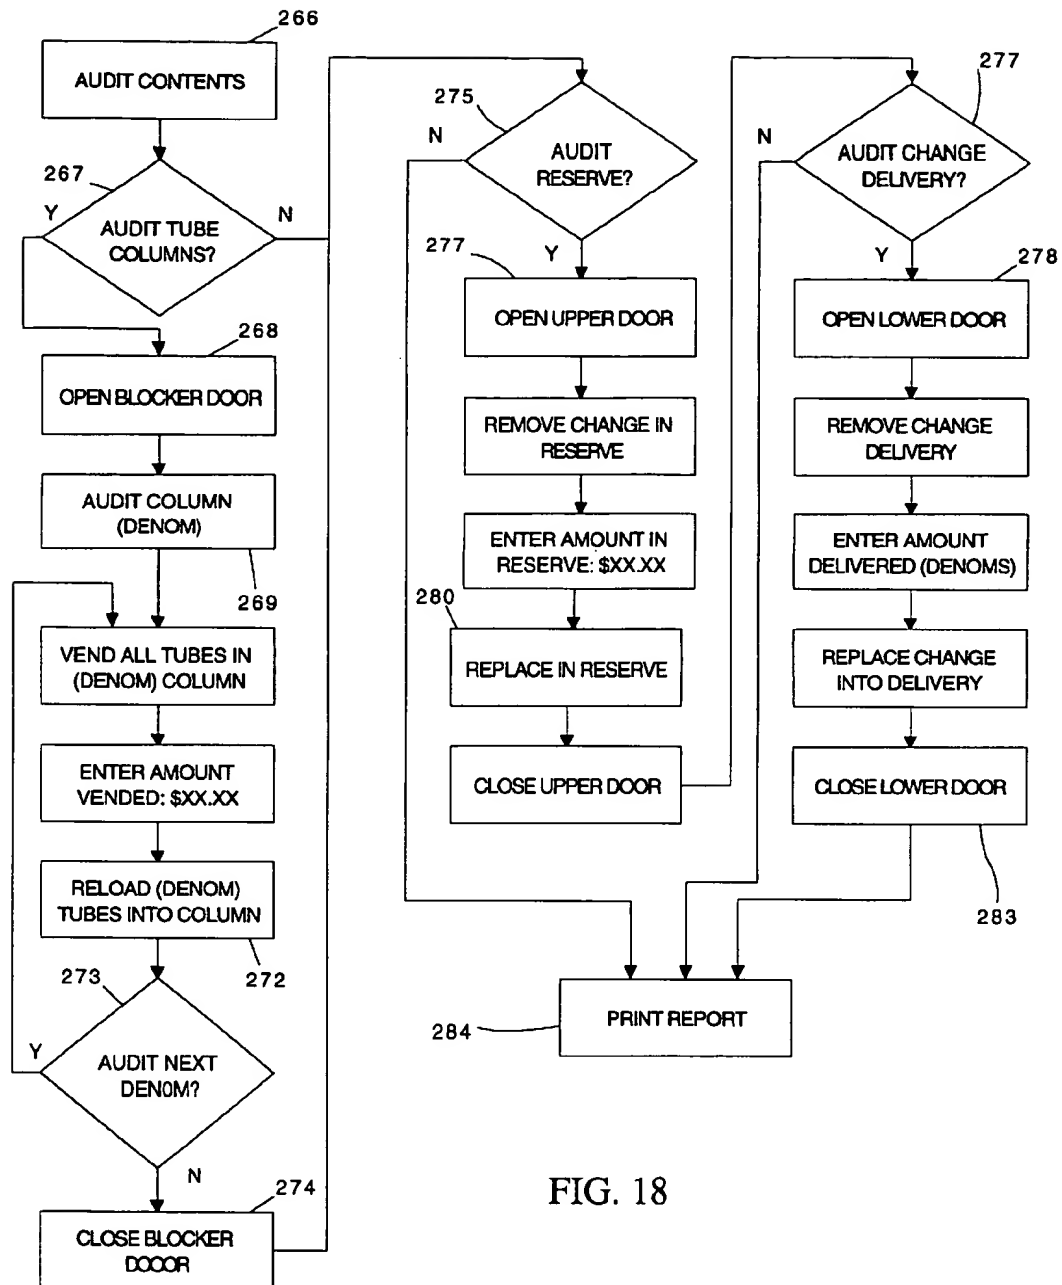 266
AUDIT CONTENTS
267
Y
N
AUDIT TUBE
COLUMNS?
268
OPEN BLOCKER DOOR
AUDIT COLUMN
(DENOM)
269
VEND ALL TUBES IN
(DENOM) COLUMN
ENTER AMOUNT
VENDED: $XX.XX
RELOAD (DENOM)
TUBES INTO COLUMN
272
273
Y
AUDIT NEXT
DEN0M?
N
274
CLOSE BLOCKER
DOOOR
275
N
AUDIT
RESERVE?
Y
277
OPEN UPPER DOOR
REMOVE CHANGE IN
RESERVE
ENTER AMOUNT IN
RESERVE: $XX.XX
280
REPLACE IN RESERVE
CLOSE UPPER DOOR
277
N
AUDIT CHANGE
DELIVERY?
Y
278
OPEN LOWER DOOR
REMOVE CHANGE
DELIVERY
ENTER AMOUNT
DELIVERED (DENOMS)
REPLACE CHANGE
INTO DELIVERY
CLOSE LOWER DOOR
283
284
PRINT REPORT
FIG. 18